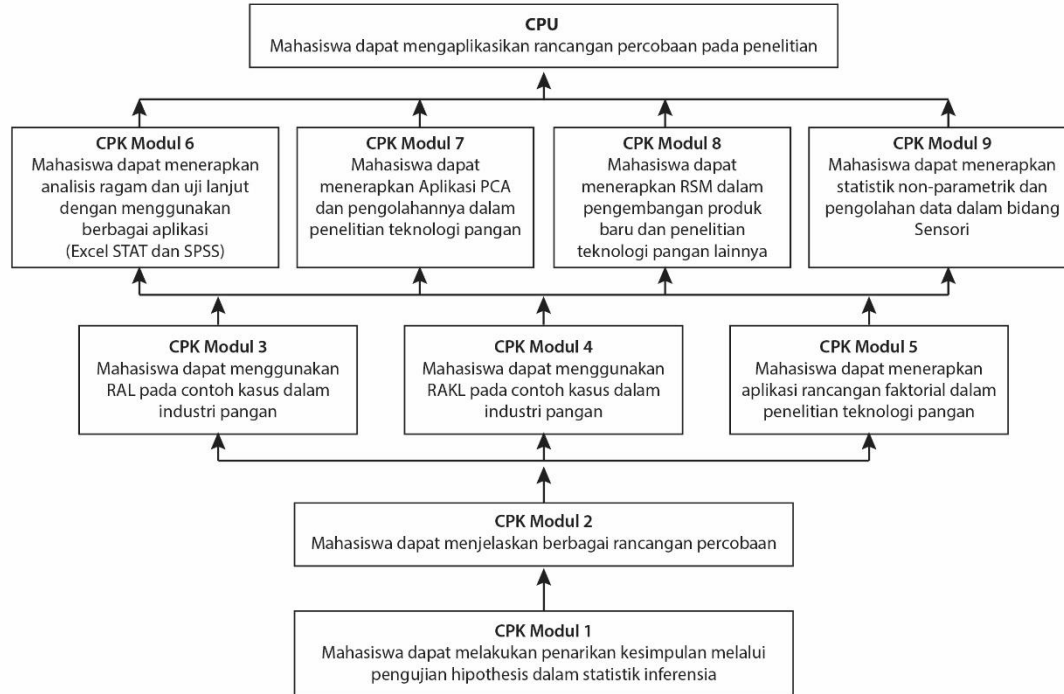 CPU
Mahasiswa dapat mengaplikasikan rancangan percobaan pada penelitian
CPK Modul 6
Mahasiswa dapat menerapkan
analisis ragam dan uji lanjut
dengan menggunakan
berbagai aplikasi
(Excel STAT dan SPSS)
CPK Modul 7
Mahasiswa dapat
menerapkan Aplikasi PCA
dan pengolahannya dalam
penelitian teknologi pangan
CPK Modul 8
Mahasiswa dapat
menerapkan RSM dalam
pengembangan produk
baru dan penelitian
teknologi pangan lainnya
CPK Modul 9
Mahasiswa dapat menerapkan
statistik non-parametrik dan
pengolahan data dalam bidang
Sensori
CPK Modul 3
Mahasiswa dapat menggunakan
RAL pada contoh kasus dalam
industri pangan
CPK Modul 4
Mahasiswa dapat menggunakan
RAKL pada contoh kasus dalam
industri pangan
CPK Modul 5
Mahasiswa dapat menerapkan
aplikasi rancangan faktorial dalam
penelitian teknologi pangan
CPK Modul 2
Mahasiswa dapat menjelaskan berbagai rancangan percobaan
CPK Modul 1
Mahasiswa dapat melakukan penarikan kesimpulan melalui
pengujian hipothesis dalam statistik inferensia